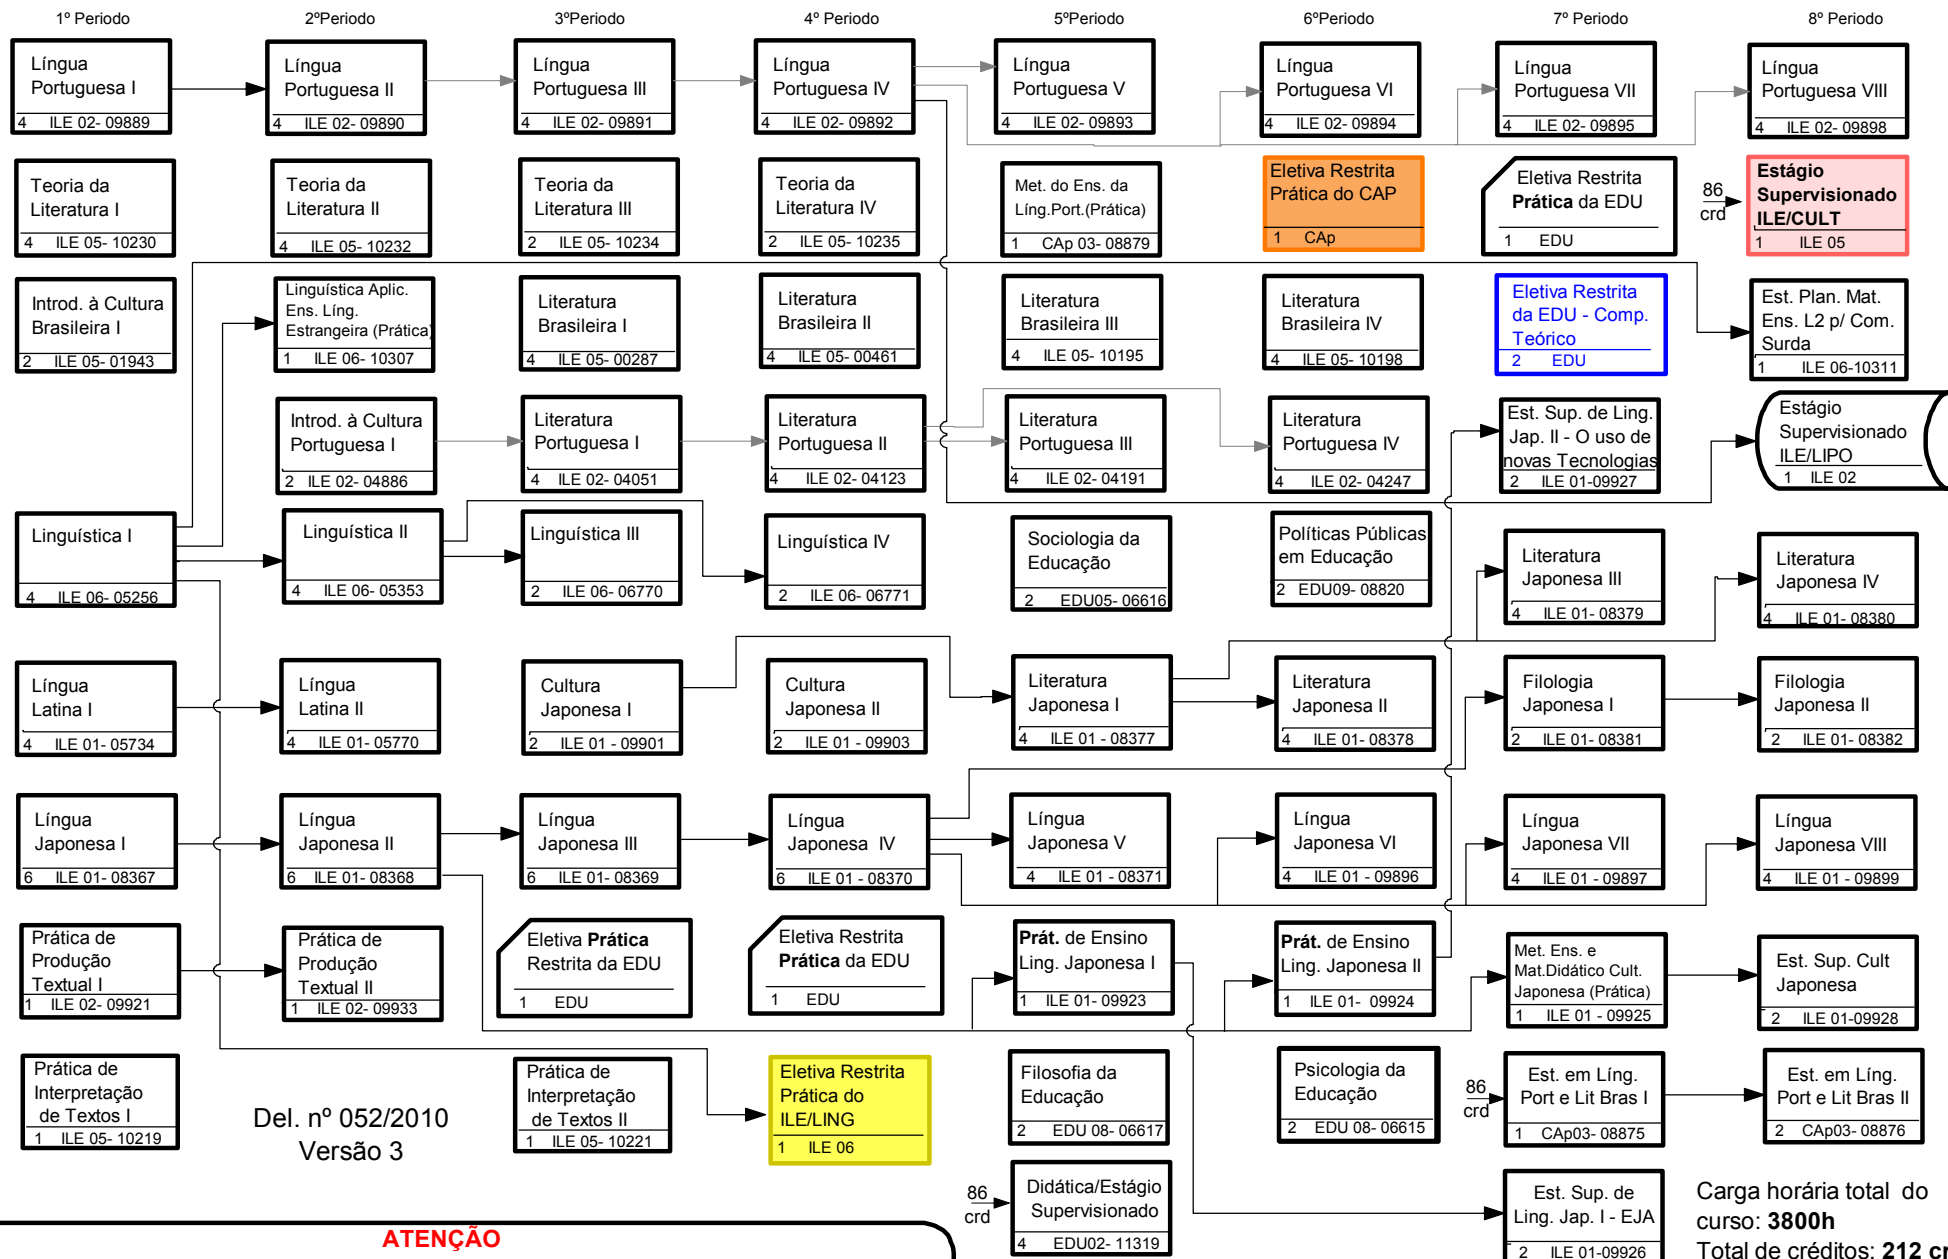 1º Periodo
2ºPeriodo
3ºPeriodo
4º Periodo
5ºPeriodo
6ºPeriodo
7º Periodo
8º Periodo
Língua
Portuguesa I
4 ILE 02- 09889
Língua
Portuguesa II
4 ILE 02- 09890
Língua
Portuguesa III
4 ILE 02- 09891
Língua
Portuguesa IV
4 ILE 02- 09892
Língua
Portuguesa V
4 ILE 02- 09893
Língua
Portuguesa VI
4 ILE 02- 09894
Língua
Portuguesa VII
4 ILE 02- 09895
Língua
Portuguesa VIII
4 ILE 02- 09898
Teoria da
Literatura I
4 ILE 05- 10230
Teoria da
Literatura II
4 ILE 05- 10232
Teoria da
Literatura III
2 ILE 05- 10234
Teoria da
Literatura IV
2 ILE 05- 10235
Met. do Ens. da
Líng.Port.(Prática)
1 CAp 03- 08879
Eletiva Restrita
Prática do CAP
1 CAp
Eletiva Restrita
Prática da EDU
1 EDU
86
crd
Estágio
Supervisionado
ILE/CULT
1 ILE 05
Introd. à Cultura
Brasileira I
2 ILE 05- 01943
Linguística Aplic.
Ens. Líng.
Estrangeira (Prática)
1 ILE 06- 10307
Literatura
Brasileira I
4 ILE 05- 00287
Literatura
Brasileira II
4 ILE 05- 00461
Literatura
Brasileira III
4 ILE 05- 10195
Literatura
Brasileira IV
4 ILE 05- 10198
Eletiva Restrita
da EDU - Comp.
Teórico
2 EDU
Est. Plan. Mat.
Ens. L2 p/ Com.
Surda
1 ILE 06-10311
Introd. à Cultura
Portuguesa I
2 ILE 02- 04886
Literatura
Portuguesa I
4 ILE 02- 04051
Literatura
Portuguesa II
4 ILE 02- 04123
Literatura
Portuguesa III
4 ILE 02- 04191
Literatura
Portuguesa IV
4 ILE 02- 04247
Est. Sup. de Ling.
Jap. II - O uso de
novas Tecnologias
2 ILE 01-09927
Estágio
Supervisionado
ILE/LIPO
1 ILE 02
Linguística I
4 ILE 06- 05256
Linguística II
4 ILE 06- 05353
Linguística III
2 ILE 06- 06770
Linguística IV
2 ILE 06- 06771
Sociologia da
Educação
2 EDU05- 06616
Políticas Públicas
em Educação
2 EDU09- 08820
Literatura
Japonesa III
4 ILE 01- 08379
Literatura
Japonesa IV
4 ILE 01- 08380
Língua
Latina I
4 ILE 01- 05734
Língua
Latina II
4 ILE 01- 05770
Cultura
Japonesa I
2 ILE 01 - 09901
Cultura
Japonesa II
2 ILE 01 - 09903
Literatura
Japonesa I
4 ILE 01 - 08377
Literatura
Japonesa II
4 ILE 01- 08378
Filologia
Japonesa I
2 ILE 01- 08381
Filologia
Japonesa II
2 ILE 01- 08382
Língua
Japonesa I
6 ILE 01- 08367
Língua
Japonesa II
6 ILE 01- 08368
Língua
Japonesa III
6 ILE 01- 08369
Língua
Japonesa IV
6 ILE 01 - 08370
Língua
Japonesa V
4 ILE 01 - 08371
Língua
Japonesa VI
4 ILE 01 - 09896
Língua
Japonesa VII
4 ILE 01 - 09897
Língua
Japonesa VIII
4 ILE 01 - 09899
Prática de
Produção
Textual I
1 ILE 02- 09921
Prática de
Produção
Textual II
1 ILE 02- 09933
Eletiva Prática
Restrita da EDU
1 EDU
Eletiva Restrita
Prática da EDU
1 EDU
Prát. de Ensino
Ling. Japonesa I
1 ILE 01- 09923
Prát. de Ensino
Ling. Japonesa II
1 ILE 01- 09924
Met. Ens. e
Mat.Didático Cult.
Japonesa (Prática)
1 ILE 01 - 09925
Est. Sup. Cult
Japonesa
2 ILE 01-09928
Prática de
Interpretação
de Textos I
1 ILE 05- 10219
Del. nº 052/2010
Versão 3
Prática de
Interpretação
de Textos II
1 ILE 05- 10221
Eletiva Restrita
Prática do
ILE/LING
1 ILE 06
Filosofia da
Educação
2 EDU 08- 06617
Psicologia da
Educação
2 EDU 08- 06615
86
crd
Est. em Líng.
Port e Lit Bras I
1 CAp03- 08875
Est. em Líng.
Port e Lit Bras II
2 CAp03- 08876
86
crd
Didática/Estágio
Supervisionado
4 EDU02- 11319
Est. Sup. de
Ling. Jap. I - EJA
2 ILE 01-09926
Carga horária total do
curso: 3800h
Total de créditos: 212 cr
ATENÇÃO